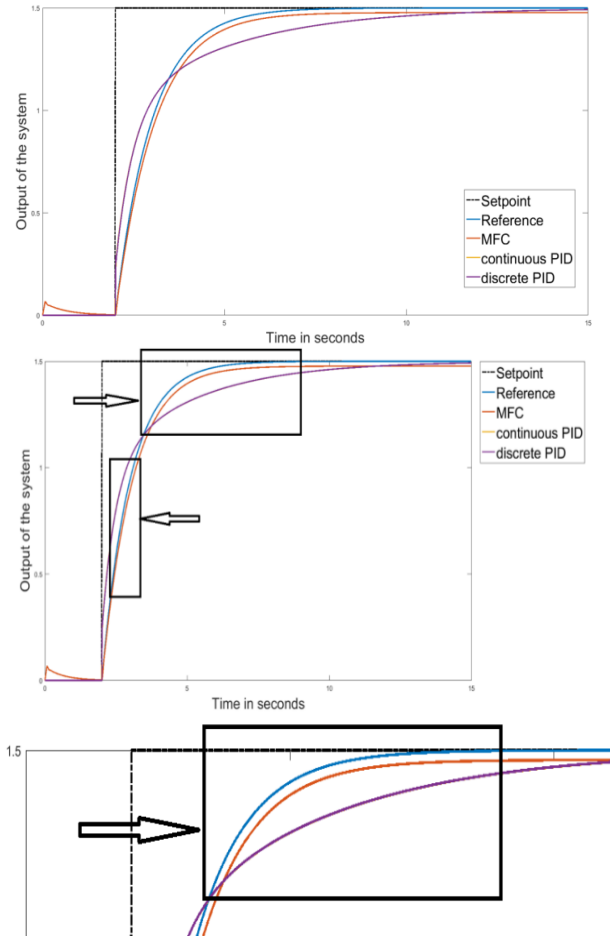 1.5
1
0.5
0
0
5
10
15
Output of the system
Time in seconds
Setpoint
Reference
MFC
continuous PID
discrete PID
1.5
1
0.5
0
0
5
10
15
Output of the system
Time in seconds
Setpoint
Reference
MFC
continuous PID
discrete PID
1.5
1